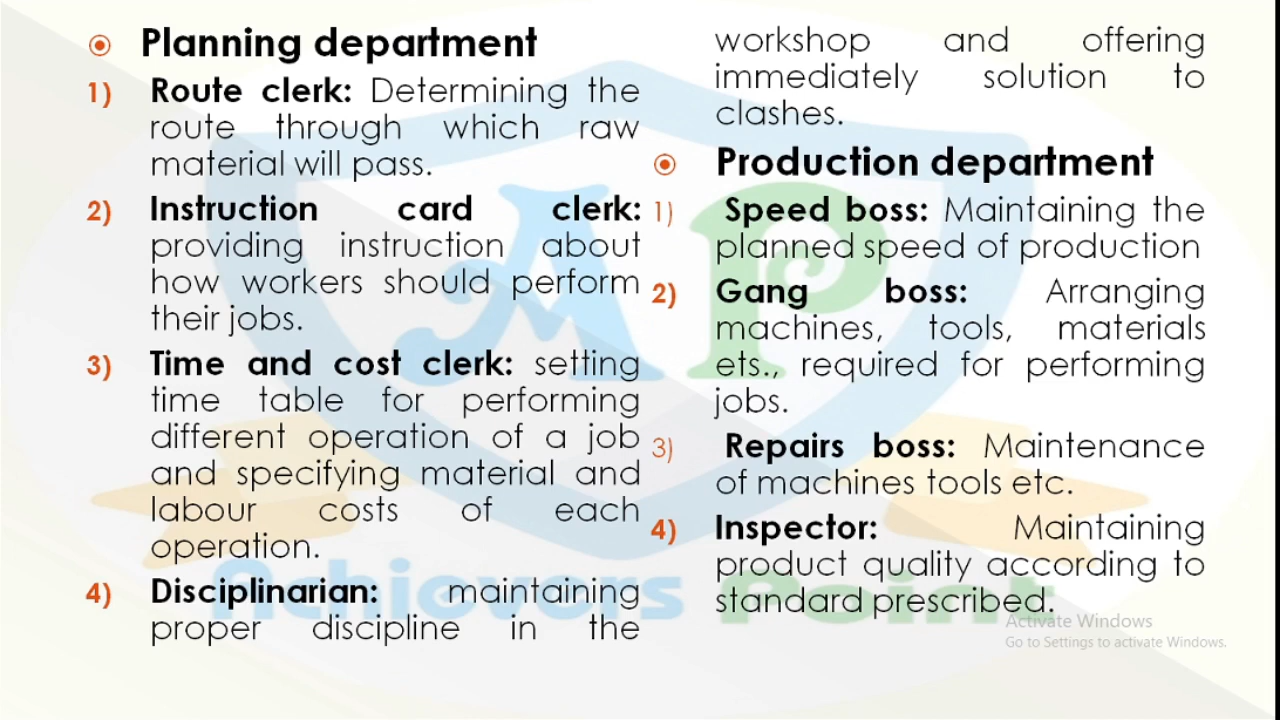 Planning department
1) Route clerk: Determining the
route through which raw
material will pass.
2) Instruction card clerk:
providing instruction about
how workers should perform
their jobs.
3) Time and cost clerk: setting
time table for performing
different operation of a job
and specifying material and
labour costs of each
operation.
4) Disciplinarian: maintaining
proper discipline in the
workshop and offering
immediately solution to
clashes.
Production department
1) Speed boss: Maintaining the
planned speed of production
2) Gang boss: Arranging
machines, tools, materials
ets., required for performing
jobs.
3) Repairs boss: Maintenance
of machines tools etc.
4) Inspector: Maintaining
product quality according to
standard prescribed.
AP
Achievers Point
Activate Windows
Go to Settings to activate Windows.